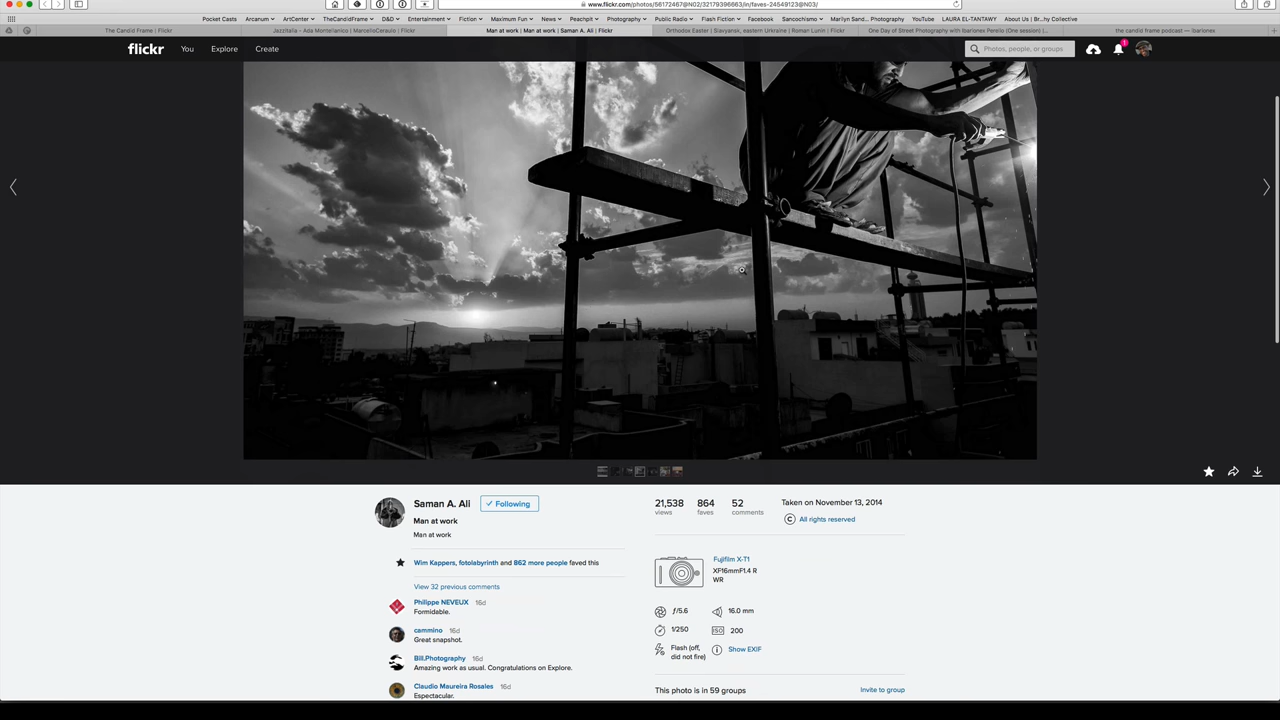 www.flickr.com/photos/56172467@N02/32179396663/in/faves-24549123@N03/
Pocket Casts Arcanum ArtCenter TheCandidFrame D&D Entertainment Fiction Maximum Fun News Peachpit Photography Public Radio Flash Fiction Facebook Sancochismo Marilyn Sand... Photography YouTube LAURA EL-TANTAWY About Us | Br...hy Collective
The Candid Frame | Flickr Jazzitalia - Ada Montellanico | MarcelloCeraulo | Flickr Man at work | Man at work | Saman A. Ali | Flickr Orthodox Easter | Slavyansk, eastern Ukraine | Roman Lunin | Flickr One Day of Street Photography with Ibarionex Perello (One session) |... the candid frame podcast — ibarionex
flickr You Explore Create Photos, people, or groups 1
Saman A. Ali Following
Man at work
Man at work
Wim Kappers, fotolabyrinth and 862 more people faved this
View 32 previous comments
Philippe NEVEUX 16d
Formidable.
cammino 16d
Great snapshot.
Bill.Photography 16d
Amazing work as usual. Congratulations on Explore.
Claudio Maureira Rosales 16d
Espectacular.
21,538 864 52 Taken on November 13, 2014
views faves comments
All rights reserved
Fujifilm X-T1
XF16mmF1.4 R
WR
ƒ/5.6 16.0 mm
1/250 ISO 200
Flash (off,
did not fire) Show EXIF
This photo is in 59 groups Invite to group